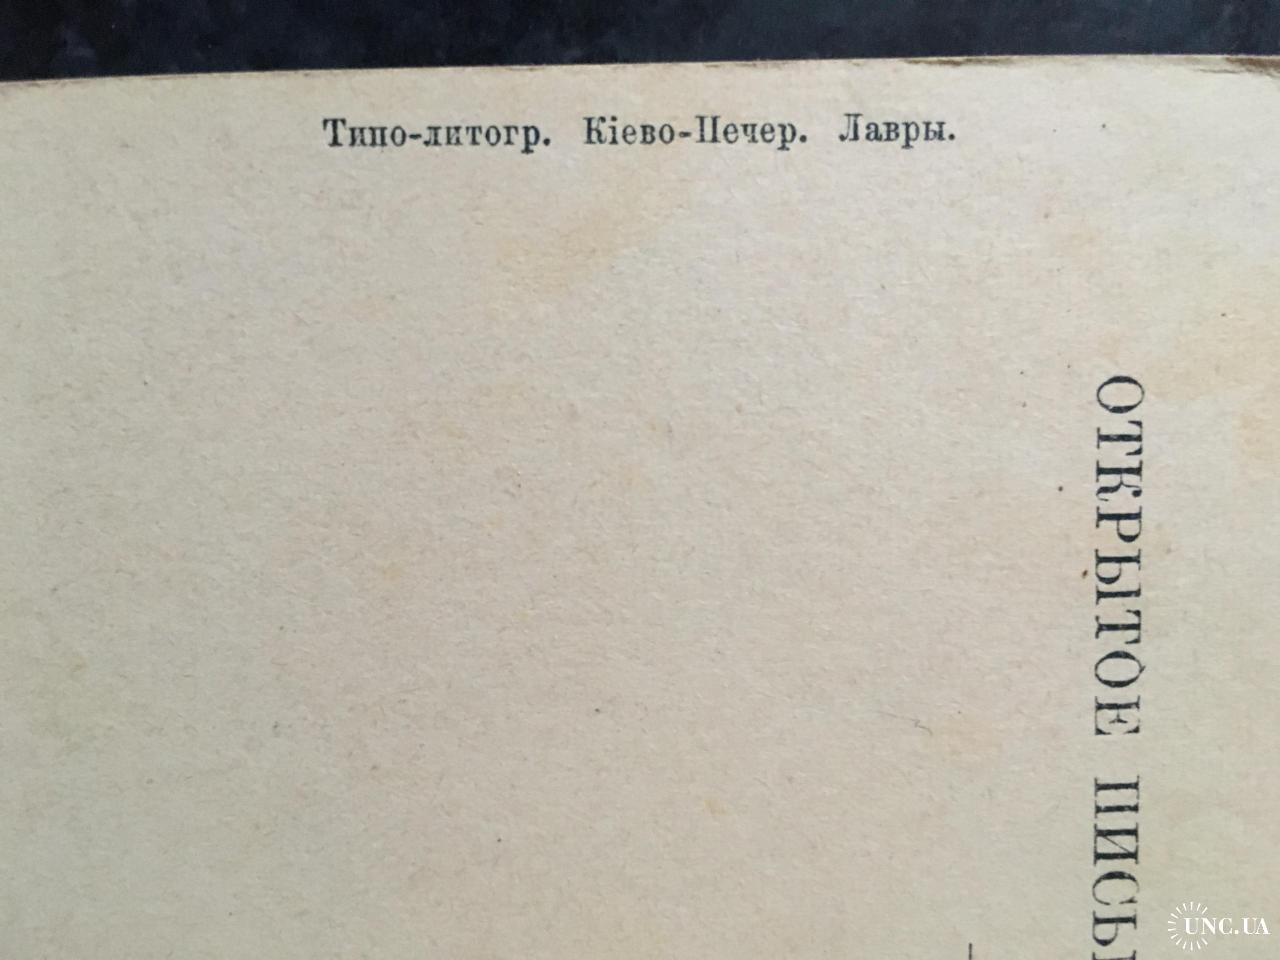 Типо-литогр. Кіево-Печер. Лавры.
ОТКРЫТОЕ ПИСЬ
UNC.UA